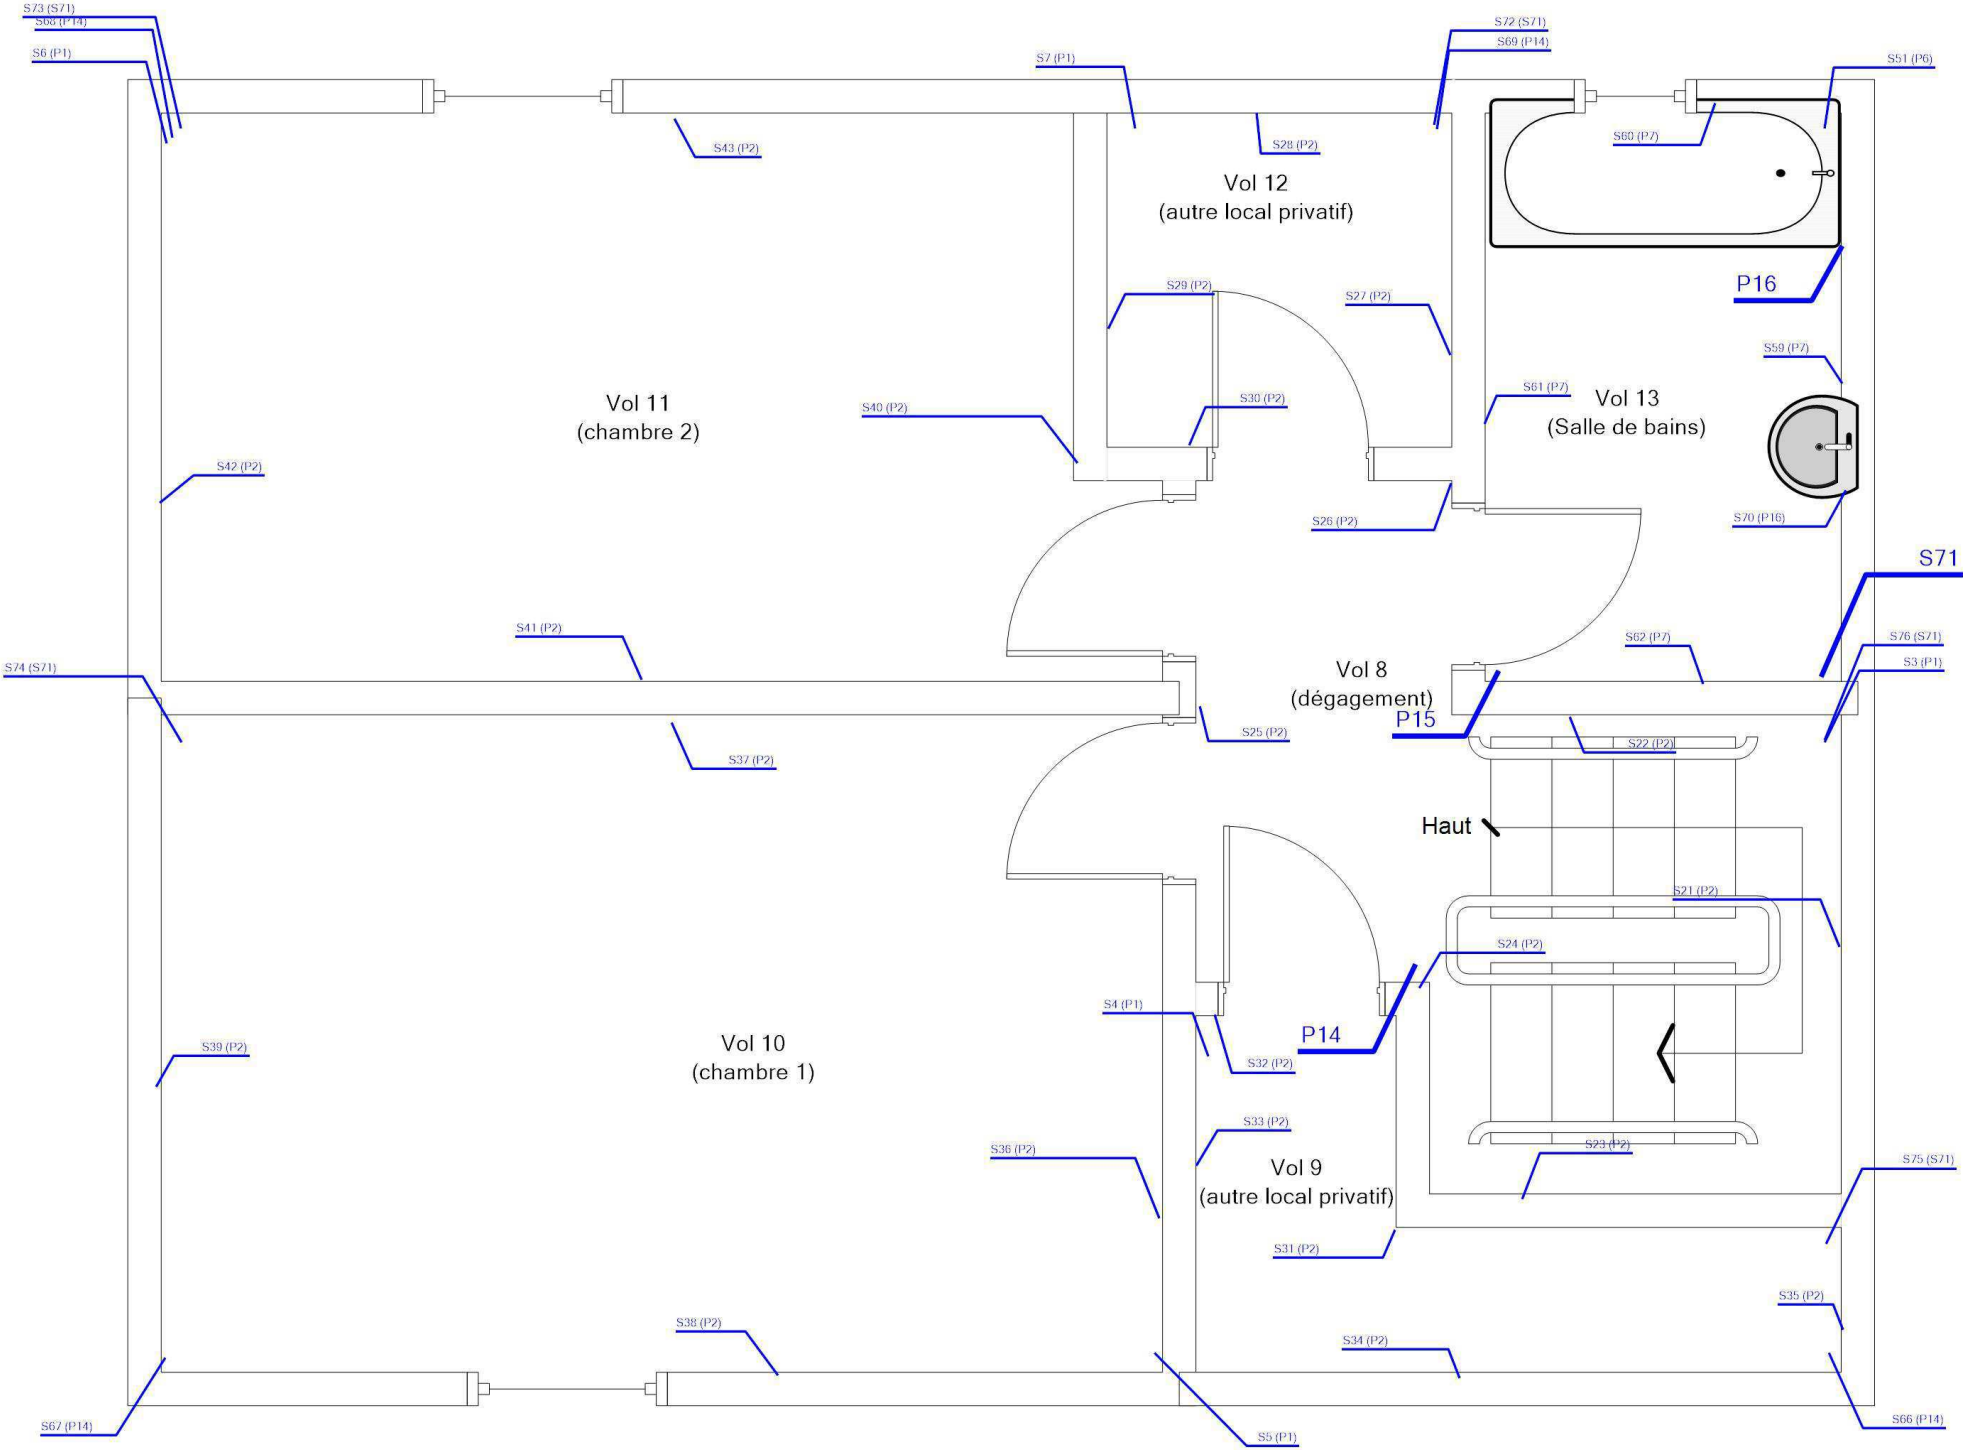 S73 (S71)
S68 (P14)
S6 (P1)
S72 (S71)
S69 (P14)
S7 (P1)
S51 (P6)
S60 (P7)
S43 (P2)
S28 (P2)
Vol 12
(autre local privatif)
P16
S29 (P2)
S27 (P2)
S59 (P7)
S61 (P7)
Vol 13
(Salle de bains)
Vol 11
(chambre 2)
S40 (P2)
S30 (P2)
S42 (P2)
S26 (P2)
S70 (P16)
S71
S41 (P2)
S62 (P7)
S76 (S71)
S3 (P1)
S74 (S71)
Vol 8
(dégagement)
P15
S25 (P2)
S22 (P2)
S37 (P2)
Haut
S21 (P2)
S24 (P2)
S4 (P1)
P14
S32 (P2)
S39 (P2)
Vol 10
(chambre 1)
S33 (P2)
S23 (P2)
S36 (P2)
Vol 9
(autre local privatif)
S75 (S71)
S31 (P2)
S35 (P2)
S38 (P2)
S34 (P2)
S67 (P14)
S5 (P1)
S66 (P14)